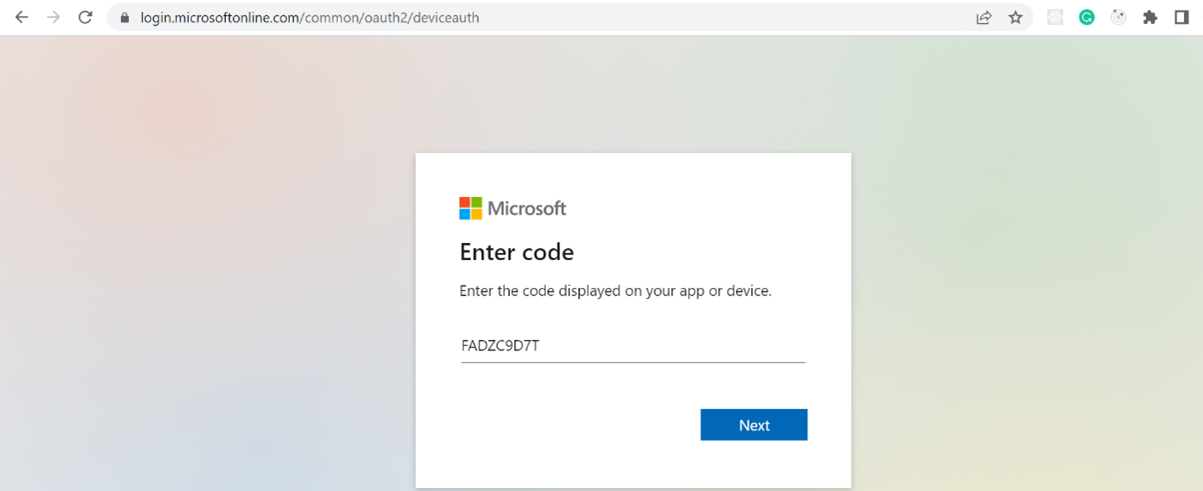 login.microsoftonline.com/common/oauth2/deviceauth
Microsoft
Enter code
Enter the code displayed on your app or device.
FADZC9D7T
Next